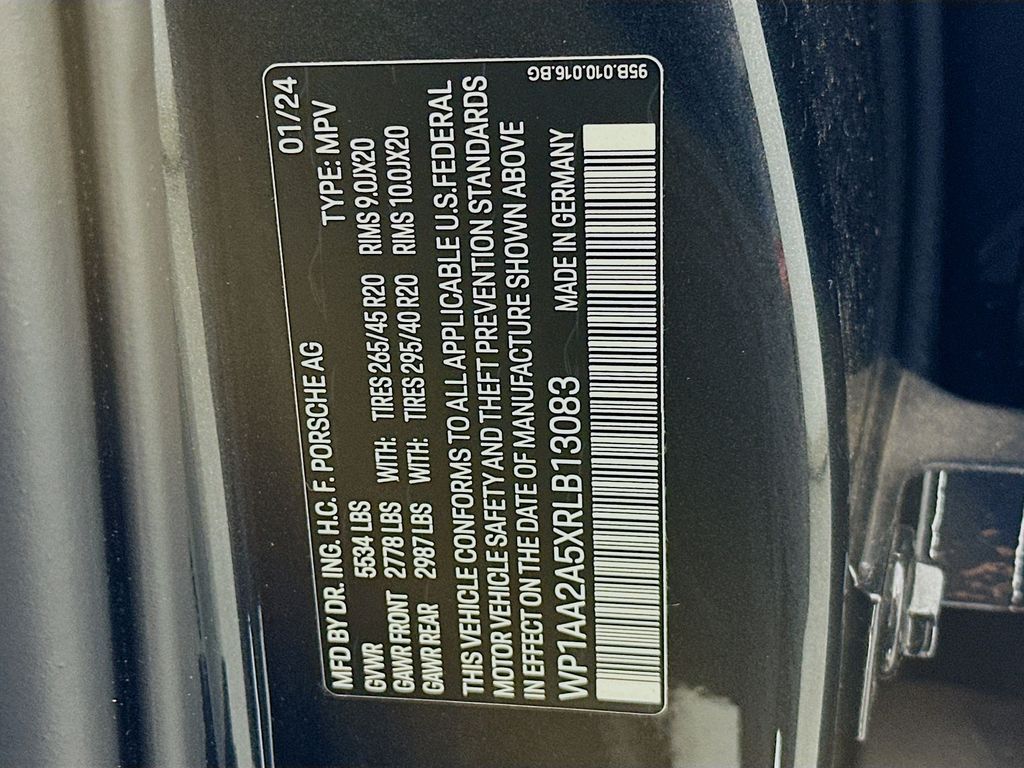 01/24
MFD BY DR. ING. H.C. F. PORSCHE AG TYPE: MPV
GVWR 5534 LBS
GAWR FRONT 2778 LBS WITH: TIRES 265/45 R20 RIMS 9.0JX20
GAWR REAR 2987 LBS WITH: TIRES 295/40 R20 RIMS 10.0JX20
THIS VEHICLE CONFORMS TO ALL APPLICABLE U.S. FEDERAL
MOTOR VEHICLE SAFETY AND THEFT PREVENTION STANDARDS
IN EFFECT ON THE DATE OF MANUFACTURE SHOWN ABOVE
WP1AA2A5XRLB13083 MADE IN GERMANY
95B.010.016.BG